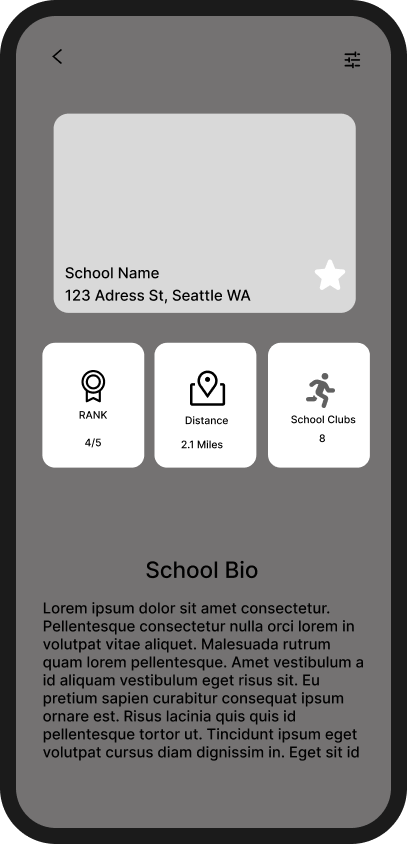 School Name
123 Adress St, Seattle WA
RANK
4/5
Distance
2.1 Miles
School Clubs
8
School Bio
Lorem ipsum dolor sit amet consectetur.
Pellentesque consectetur nulla orci lorem in
volutpat vitae aliquet. Malesuada rutrum
quam lorem pellentesque. Amet vestibulum a
id aliquam vestibulum eget risus sit. Eu
pretium sapien curabitur consequat ipsum
ornare est. Risus lacinia quis quis id
pellentesque tortor ut. Tincidunt ipsum eget
volutpat cursus diam dignissim in. Eget sit id